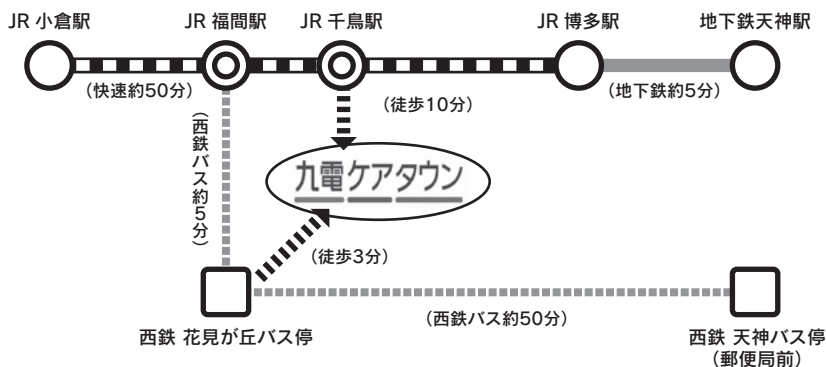 JR 小倉駅
JR 福間駅
JR 千鳥駅
JR 博多駅
地下鉄天神駅
（快速約50分）
（徒歩10分）
（地下鉄約5分）
（西鉄バス約5分）
九電ケアタウン
（徒歩3分）
（西鉄バス約50分）
西鉄 花見が丘バス停
西鉄 天神バス停
（郵便局前）